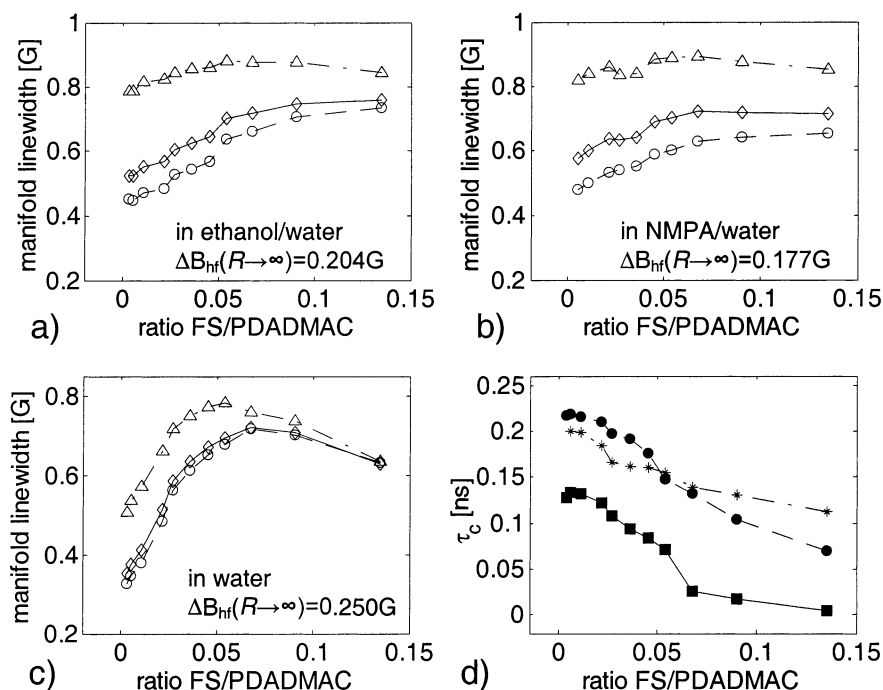 1
0.8
0.6
0.4
0.2
manifold linewidth [G]
0
0.05
0.1
0.15
ratio FS/PDADMAC
in ethanol/water
ΔB_hf(R→∞)=0.204G
a)
1
0.8
0.6
0.4
0.2
manifold linewidth [G]
0
0.05
0.1
0.15
ratio FS/PDADMAC
in NMPA/water
ΔB_hf(R→∞)=0.177G
b)
0.8
0.6
0.4
0.2
manifold linewidth [G]
0
0.05
0.1
0.15
ratio FS/PDADMAC
in water
ΔB_hf(R→∞)=0.250G
c)
0.25
0.2
0.15
0.1
0.05
0
τ_c [ns]
0
0.05
0.1
0.15
ratio FS/PDADMAC
d)